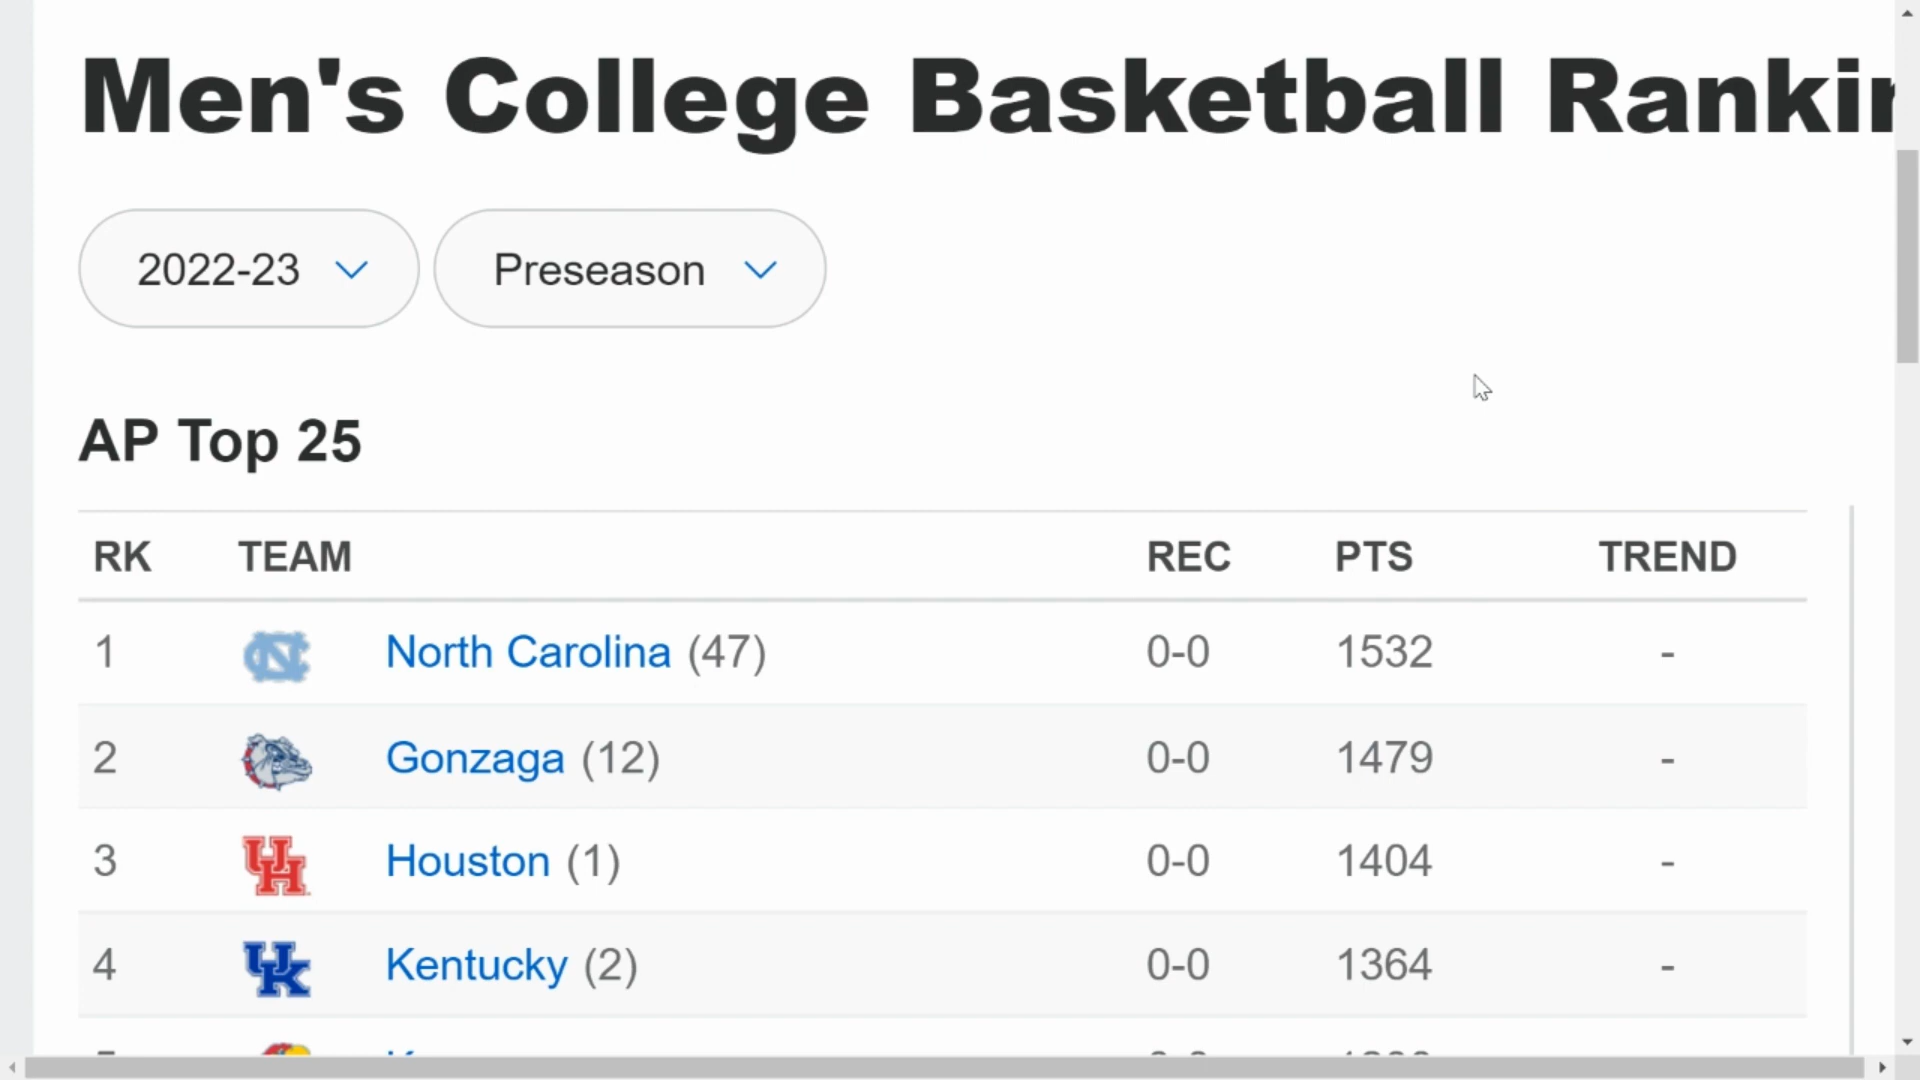 Men's College Basketball Rankin
2022-23 Preseason
AP Top 25
RK TEAM REC PTS TREND
1 North Carolina (47) 0-0 1532 -
2 Gonzaga (12) 0-0 1479 -
3 Houston (1) 0-0 1404 -
4 Kentucky (2) 0-0 1364 -